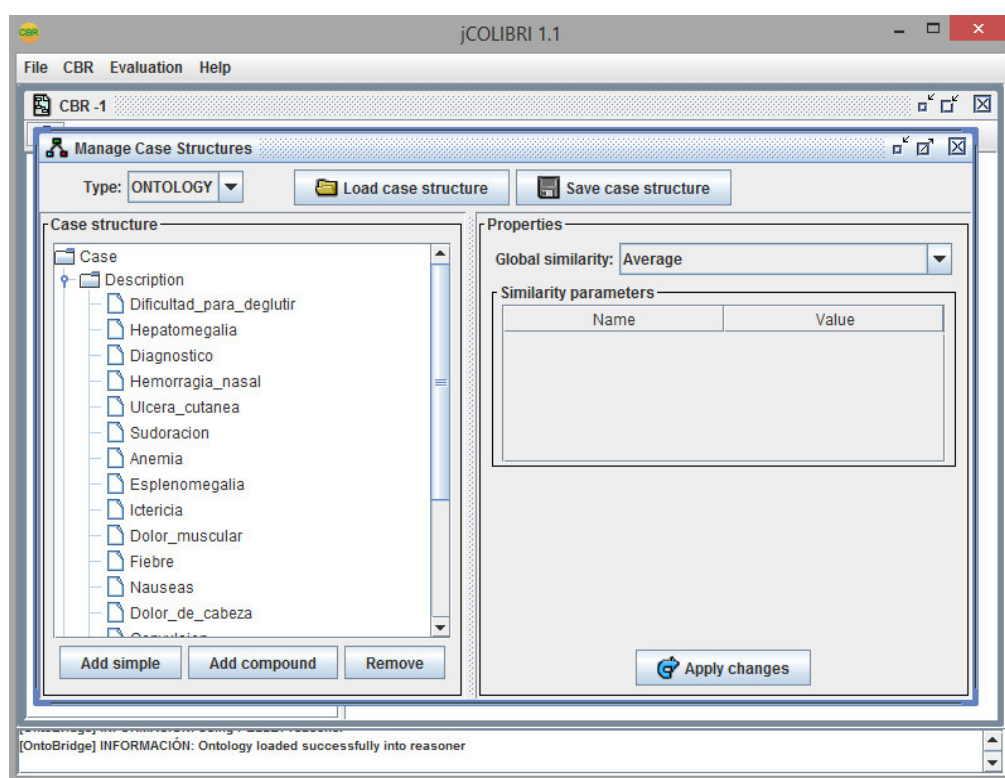 CBR
jCOLIBRI 1.1
File CBR Evaluation Help
CBR -1
Manage Case Structures
Type: ONTOLOGY
Load case structure
Save case structure
Case structure
Case
Description
Dificultad_para_deglutir
Hepatomegalia
Diagnostico
Hemorragia_nasal
Ulcera_cutanea
Sudoracion
Anemia
Esplenomegalia
Ictericia
Dolor_muscular
Fiebre
Nauseas
Dolor_de_cabeza
Add simple
Add compound
Remove
Properties
Global similarity: Average
Similarity parameters
Name Value
Apply changes
[OntoBridge] INFORMACIÓN: Ontology loaded successfully into reasoner